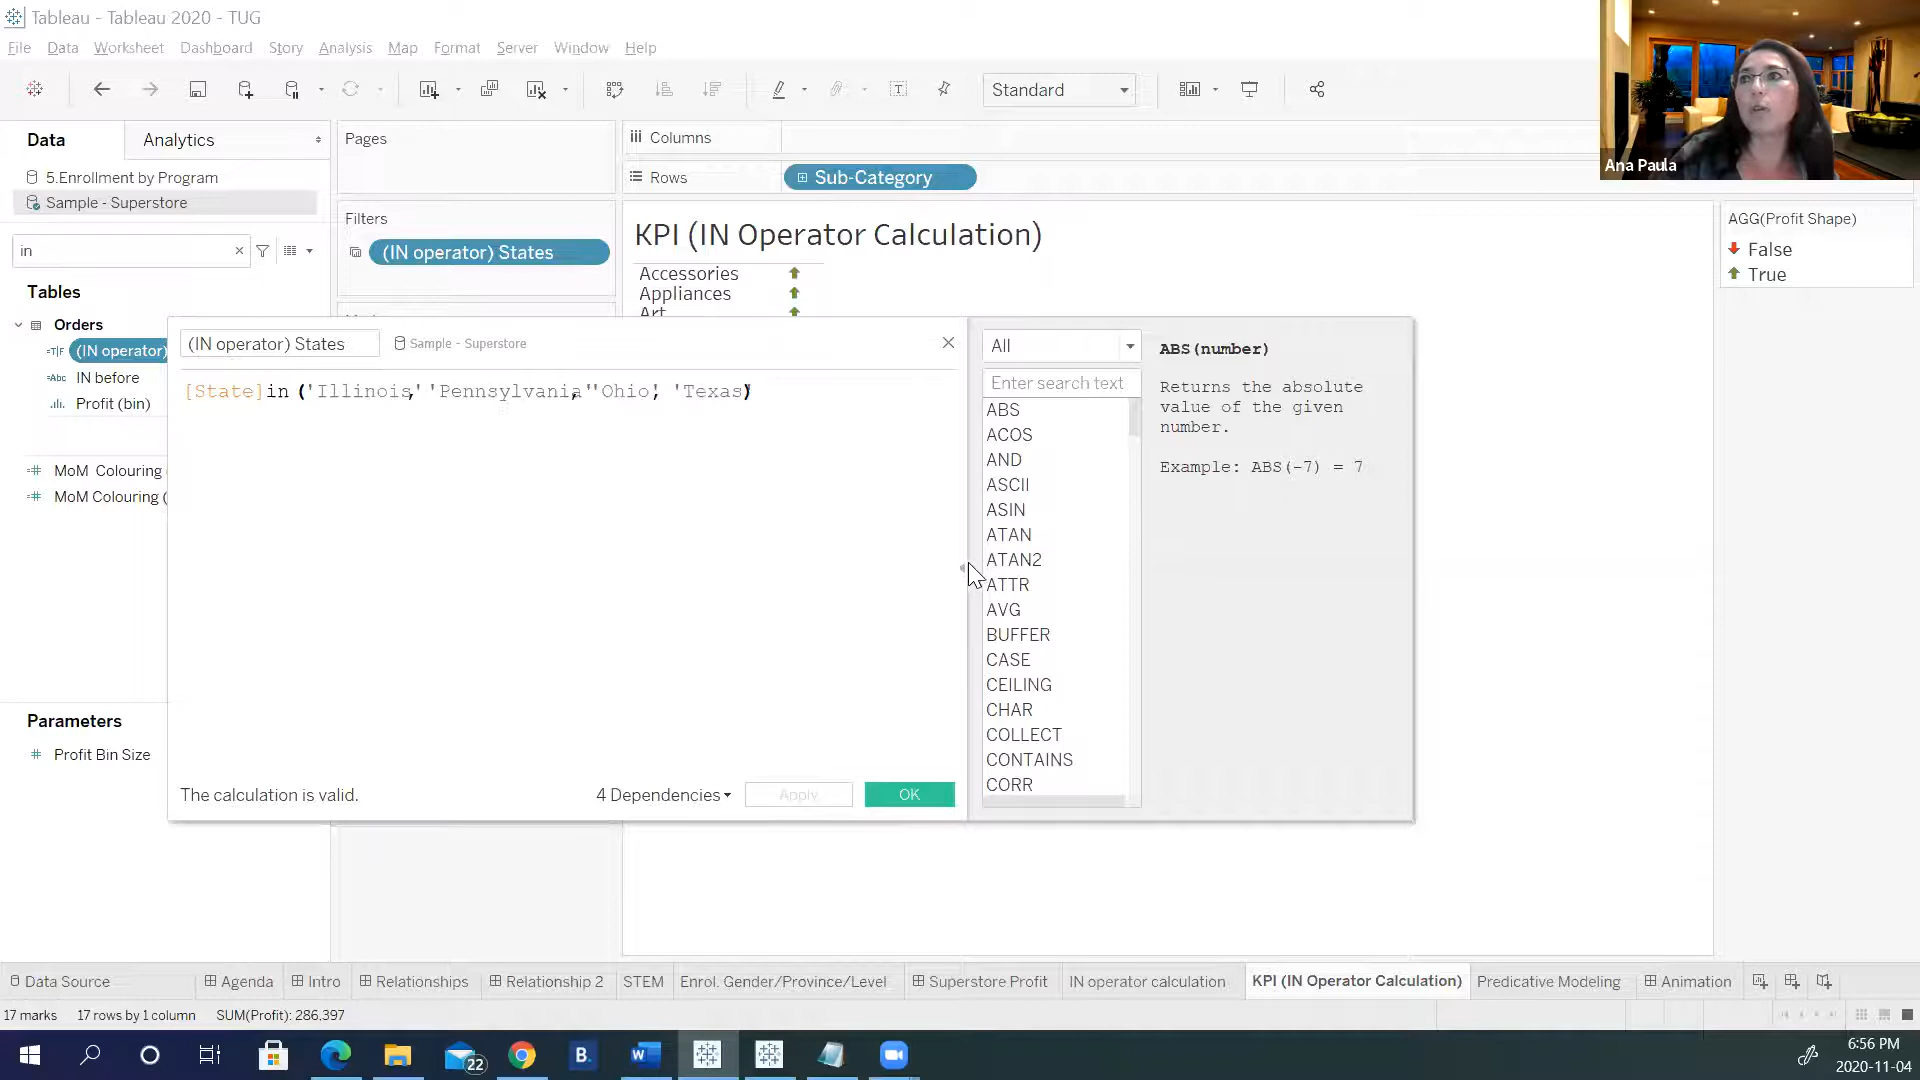 Tableau - Tableau 2020 - TUG
File Data Worksheet Dashboard Story Analysis Map Format Server Window Help
Standard
Data
Analytics
5.Enrollment by Program
Sample - Superstore
in
Tables
Orders
(IN operator)
IN before
Profit (bin)
MoM Colouring
MoM Colouring (
Parameters
Profit Bin Size
Pages
Filters
(IN operator) States
Columns
Rows
Sub-Category
KPI (IN Operator Calculation)
Accessories
Appliances
Art
AGG(Profit Shape)
False
True
Ana Paula
(IN operator) States
Sample - Superstore
[State]in ('Illinois,' 'Pennsylvania,''Ohio', 'Texas')
The calculation is valid.
4 Dependencies
Apply
OK
All
Enter search text
ABS
ACOS
AND
ASCII
ASIN
ATAN
ATAN2
ATTR
AVG
BUFFER
CASE
CEILING
CHAR
COLLECT
CONTAINS
CORR
ABS(number)
Returns the absolute
value of the given
number.
Example: ABS(-7) = 7
Data Source
Agenda
Intro
Relationships
Relationship 2
STEM
Enrol. Gender/Province/Level
Superstore Profit
IN operator calculation
KPI (IN Operator Calculation)
Predicative Modeling
Animation
17 marks
17 rows by 1 column
SUM(Profit): 286,397
22
B.
6:56 PM
2020-11-04